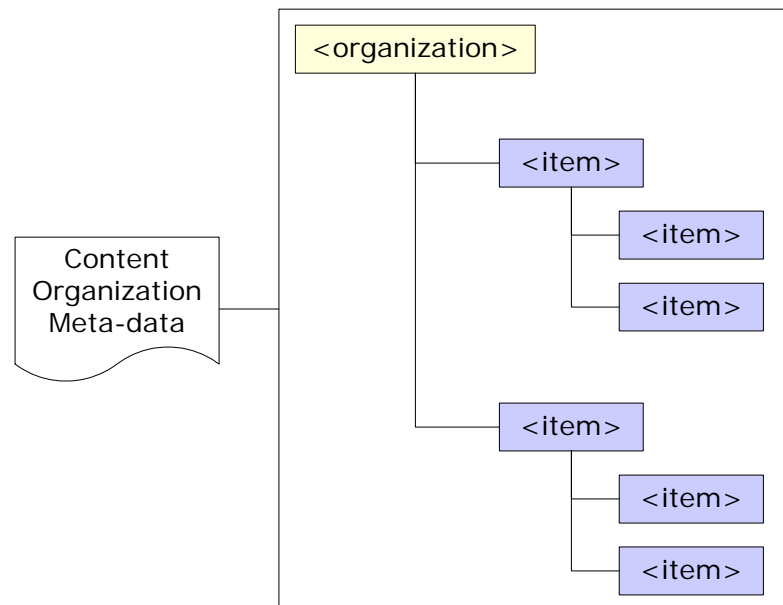 <organization>
<item>
<item>
<item>
Content
Organization
Meta-data
<item>
<item>
<item>